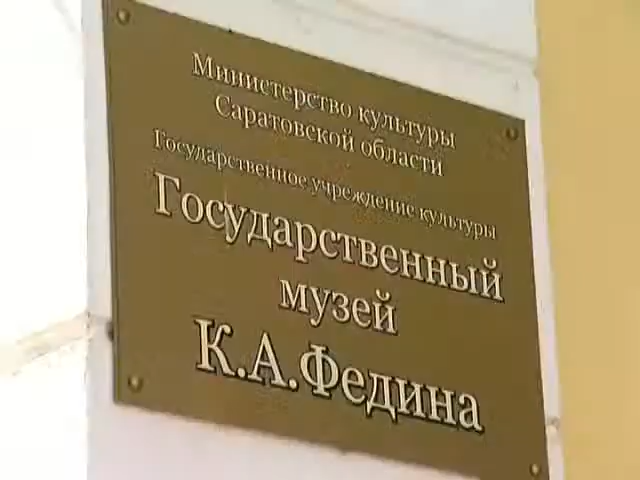 Министерство культуры
Саратовской области
Государственное учреждение культуры
Государственный
музей
К.А.Федина